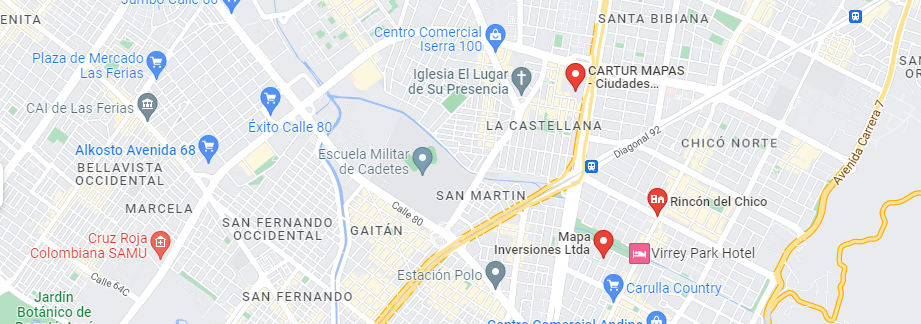 Jumbo Calle 80
SANTA BIBIANA
ENITA
Centro Comercial
Iserra 100
Plaza de Mercado
Las Ferias
Iglesia El Lugar
de Su Presencia
CARTUR MAPAS
- Ciudades...
SAN
OR
CAI de Las Ferias
Éxito Calle 80
LA CASTELLANA
Diagonal 92
CHICÓ NORTE
Avenida Carrera 7
Alkosto Avenida 68
BELLAVISTA
OCCIDENTAL
Escuela Militar
de Cadetes
SAN MARTIN
Rincón del Chico
MARCELA
Calle 80
SAN FERNANDO
OCCIDENTAL
GAITÁN
Cruz Roja
Colombiana SAMU
Mapa
Inversiones Ltda
Virrey Park Hotel
Calle 64C
Estación Polo
Carulla Country
SAN FERNANDO
Jardín
Botánico de
Centro Comercial Andino